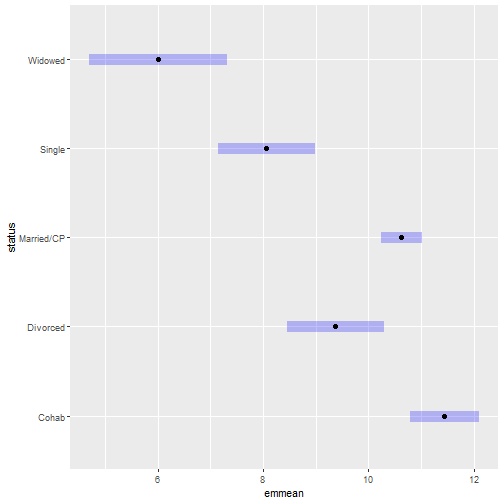 Widowed
Single
Married/CP
Divorced
Cohab
status
6 8 10 12
emmean